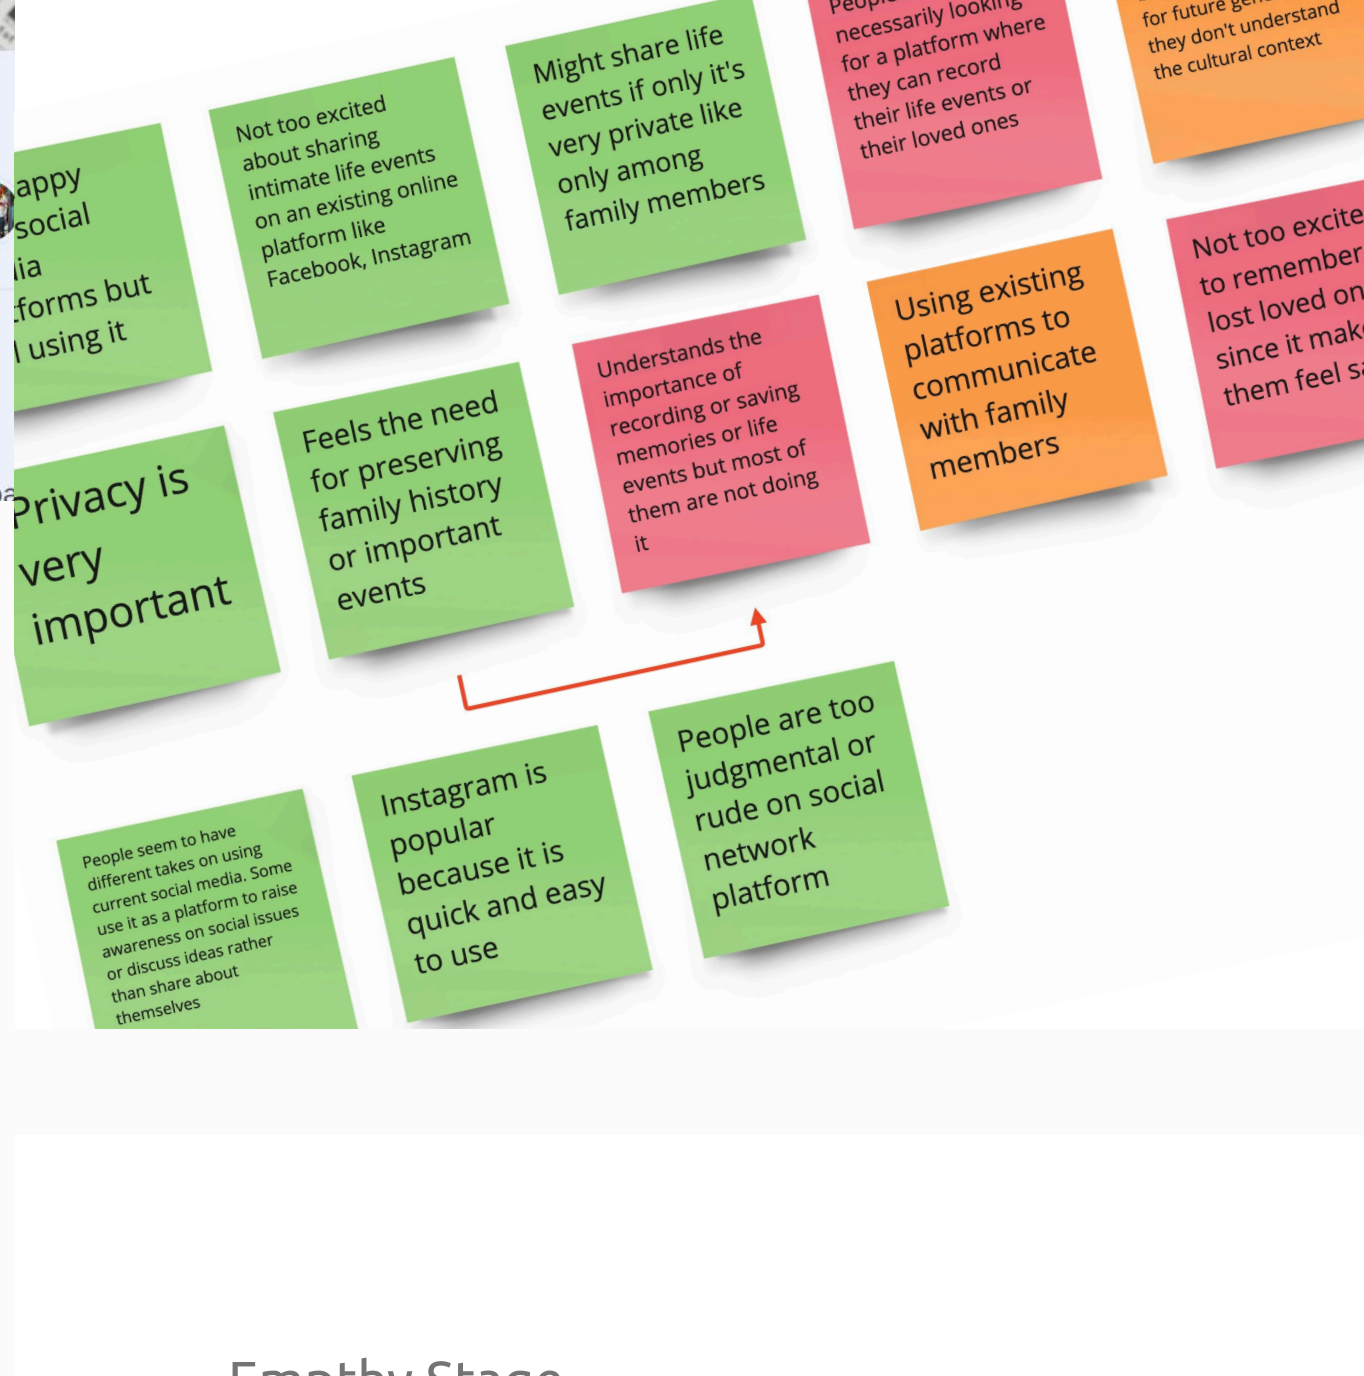 appy
social
ia
forms but
using it
Not too excited
about sharing
intimate life events
on an existing online
platform like
Facebook, Instagram
Might share life
events if only it's
very private like
only among
family members
People
necessarily looking
for a platform where
they can record
their life events or
their loved ones
for future gen
they don't understand
the cultural context
Privacy is
very
important
Feels the need
for preserving
family history
or important
events
Understands the
importance of
recording or saving
memories or life
events but most of
them are not doing
it
Using existing
platforms to
communicate
with family
members
Not too excite
to remember
lost loved on
since it mak
them feel sa
People seem to have
different takes on using
current social media. Some
use it as a platform to raise
awareness on social issues
or discuss ideas rather
than share about
themselves
Instagram is
popular
because it is
quick and easy
to use
People are too
judgmental or
rude on social
network
platform
Empathy Stage